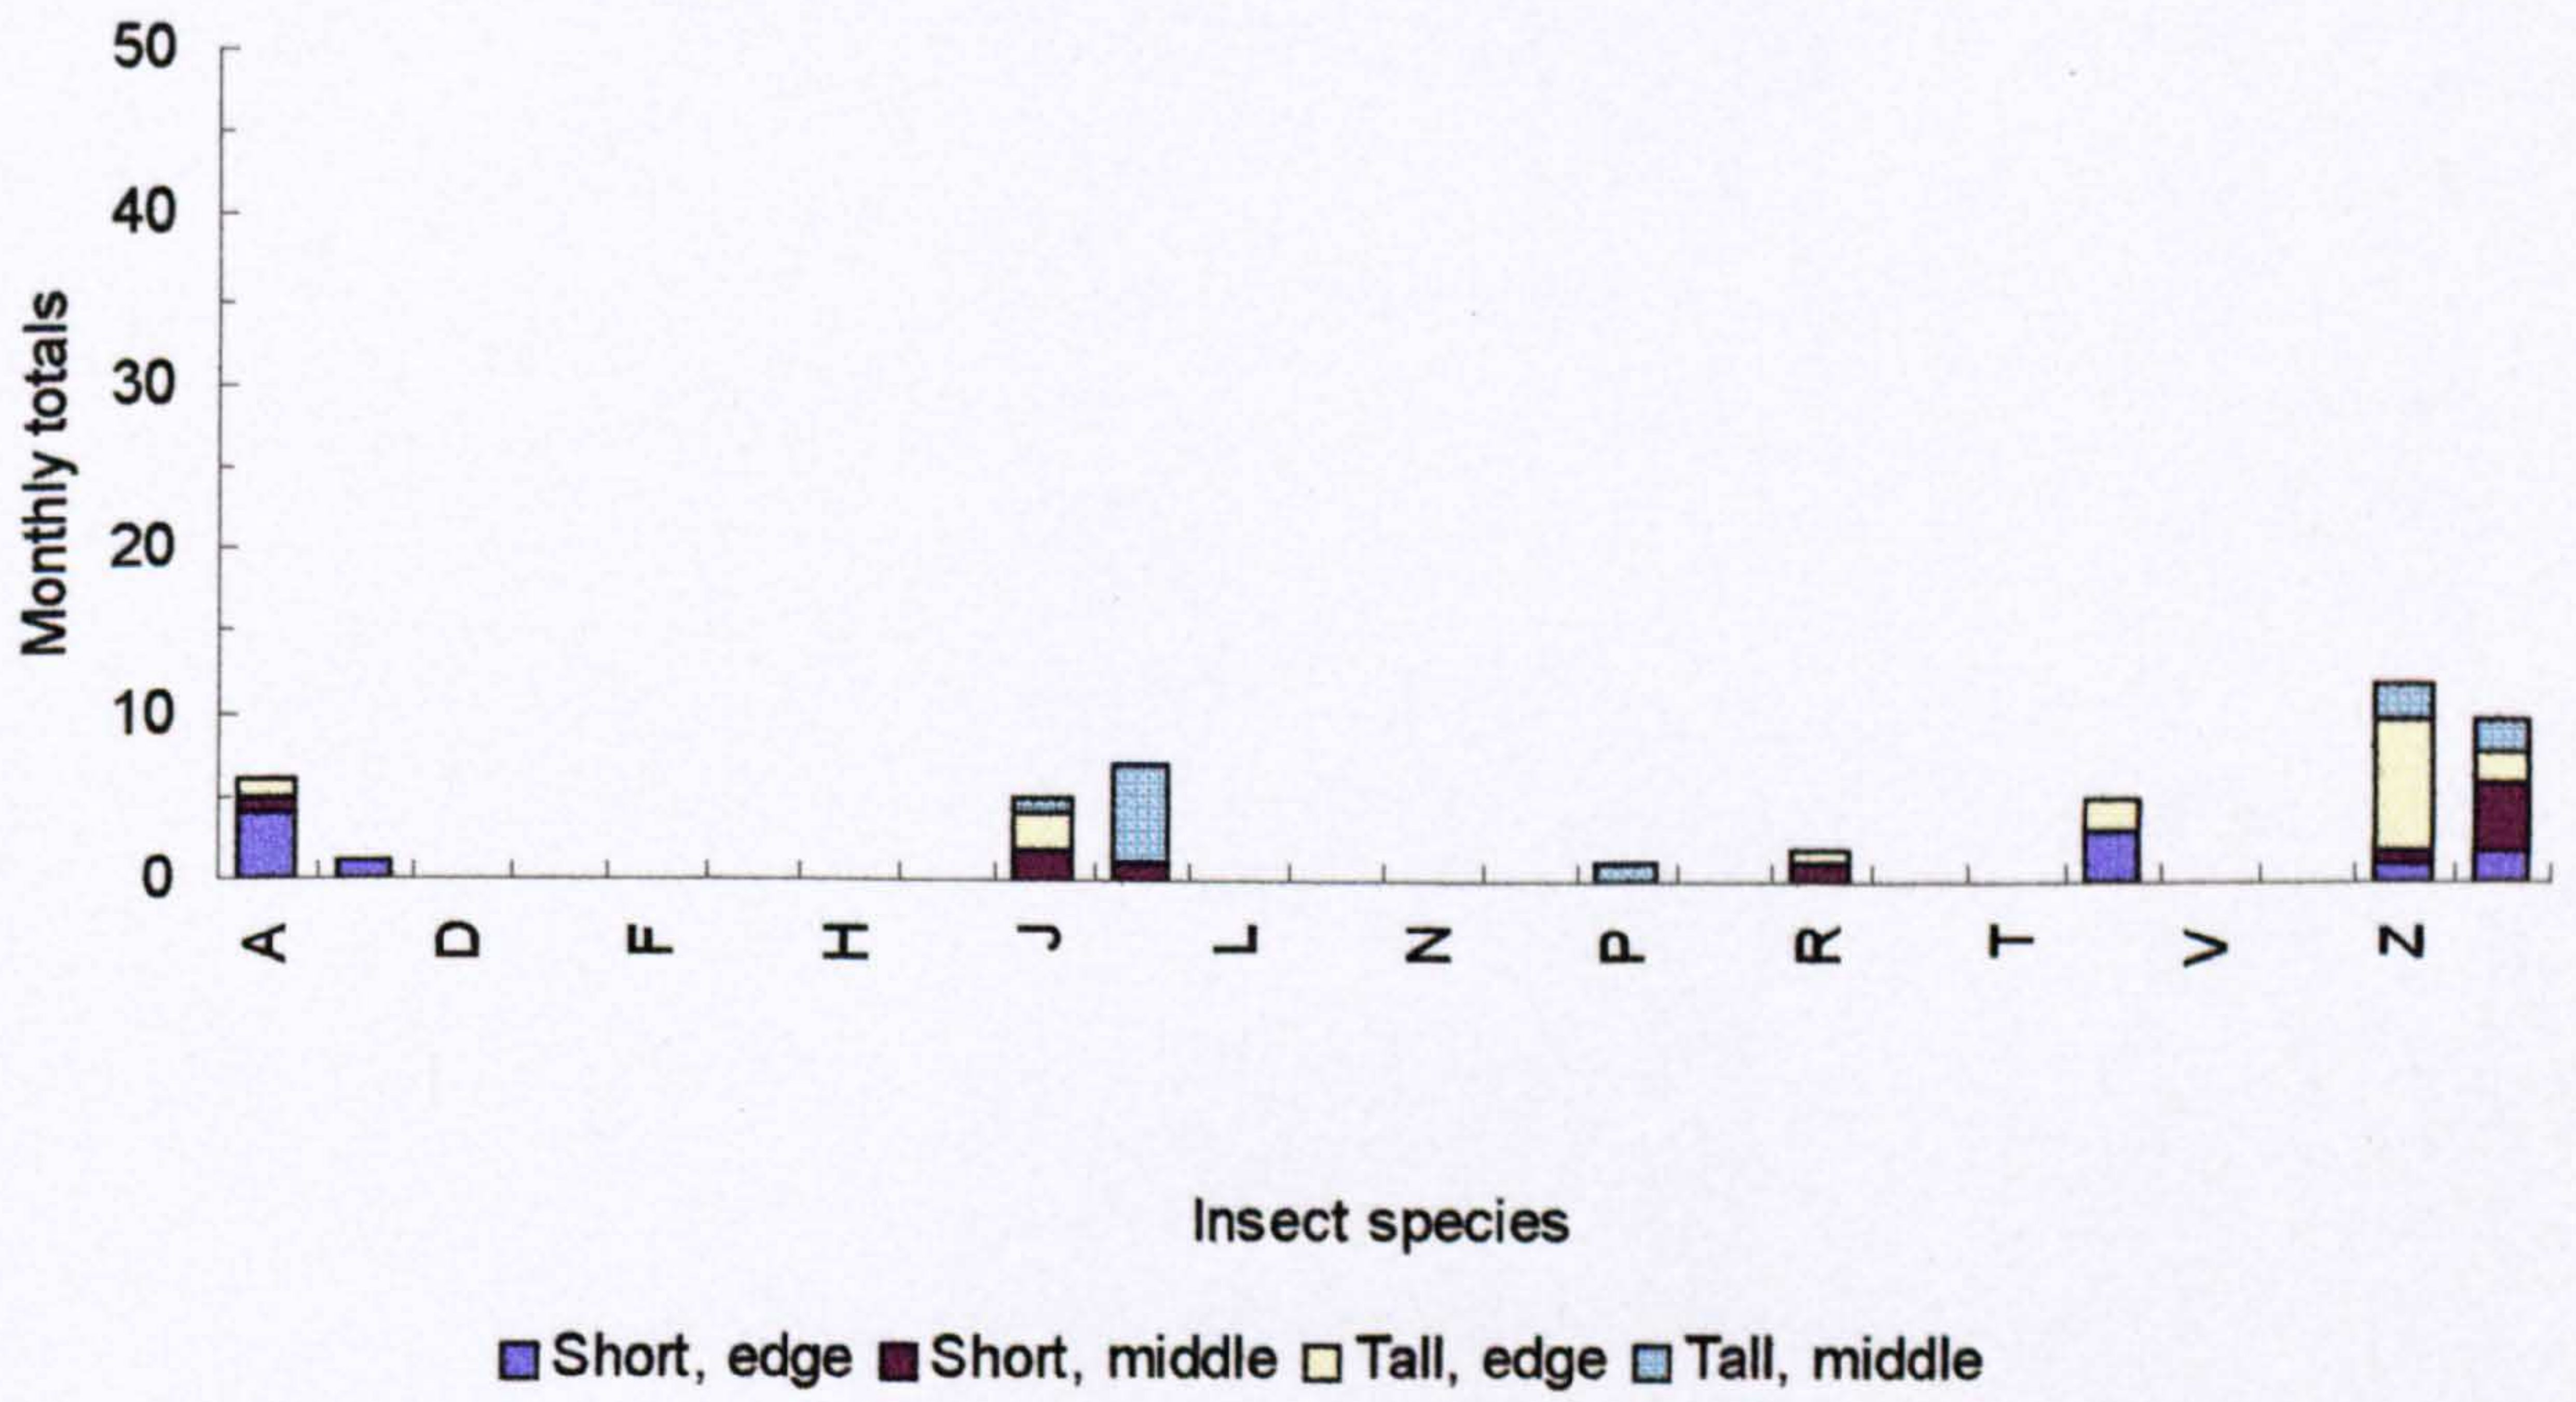 50
40
30
20
10
0
Monthly totals
A D F H J L N P R T V Z
Insect species
Short, edge Short, middle Tall, edge Tall, middle